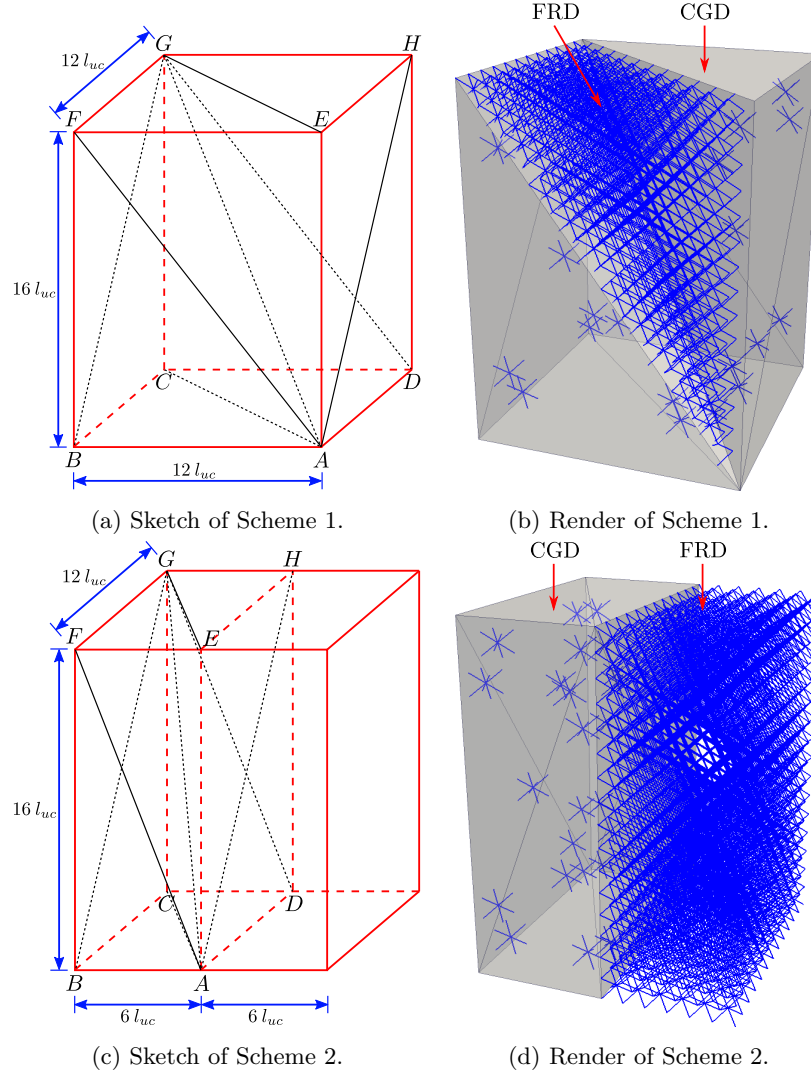 G
H
12 l_uc
F
E
16 l_uc
C
D
B
A
12 l_uc
(a) Sketch of Scheme 1.
FRD
CGD
(b) Render of Scheme 1.
G
H
12 l_uc
F
E
16 l_uc
C
D
B
A
6 l_uc
6 l_uc
(c) Sketch of Scheme 2.
CGD
FRD
(d) Render of Scheme 2.